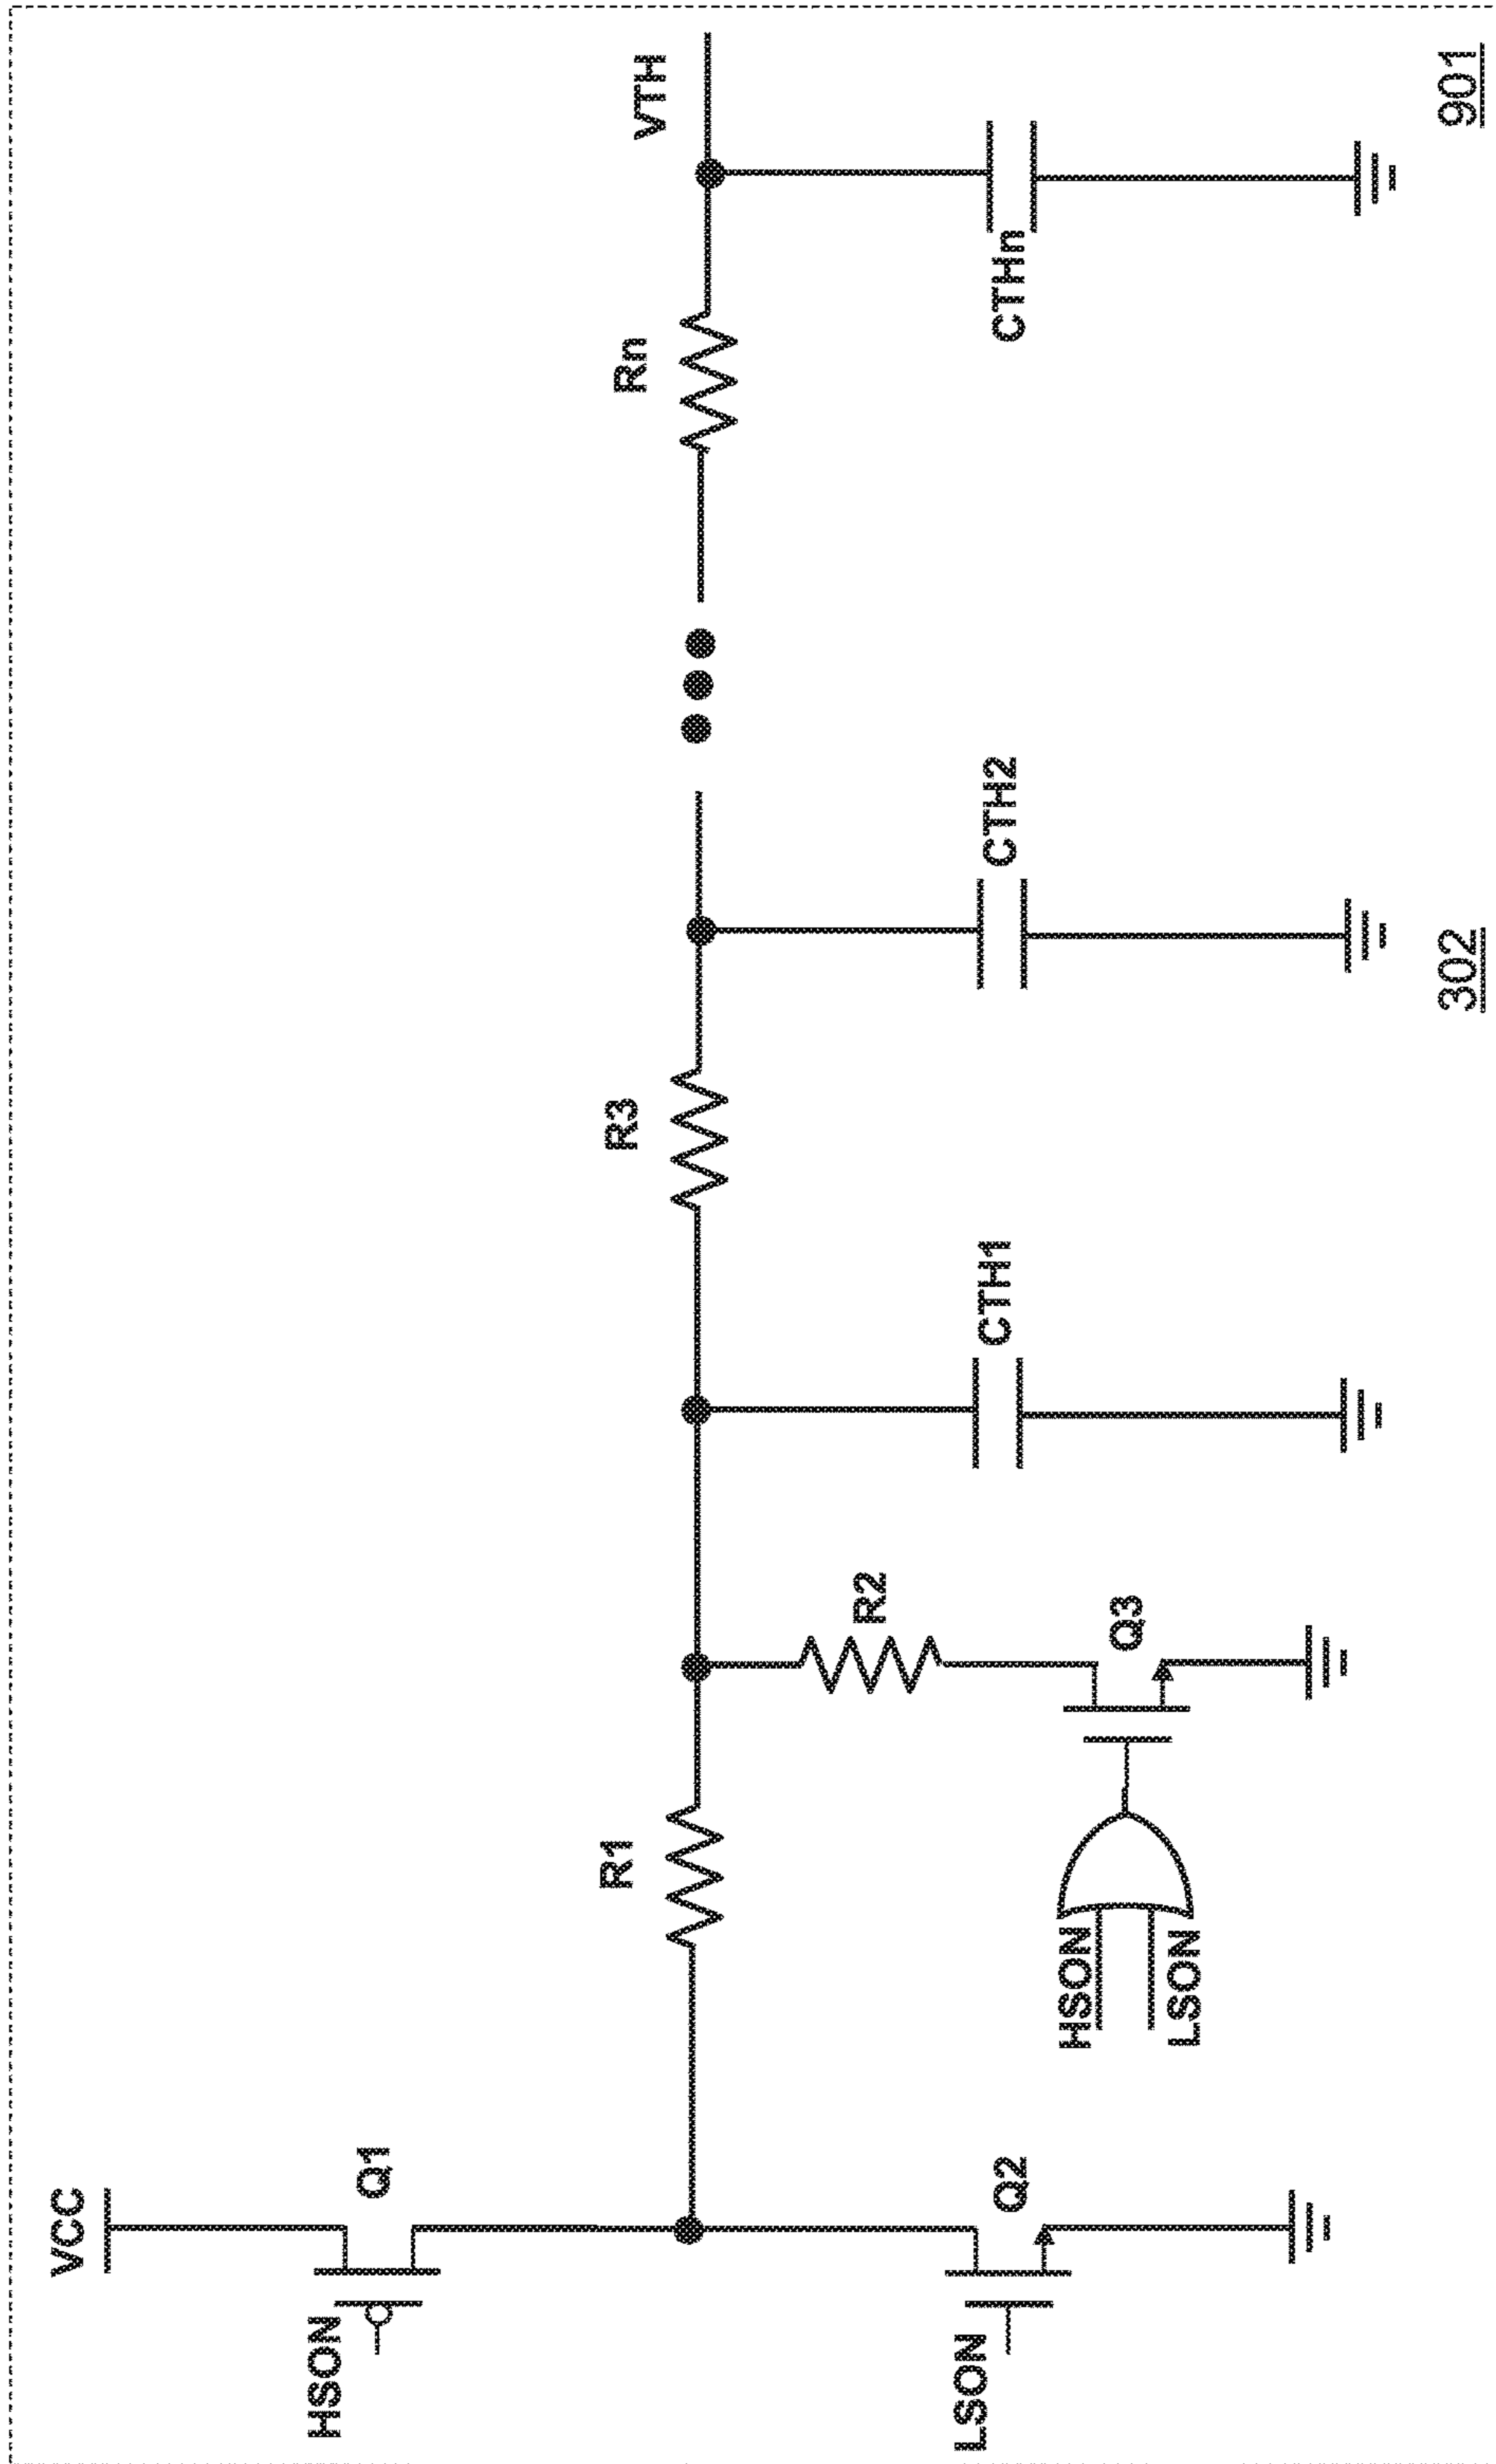 VCC
HSON
Q1
LSON
Q2
R1
HSON
LSON
R2
Q3
CTH1
R3
CTH2
Rn
CTHn
VTH
302
901